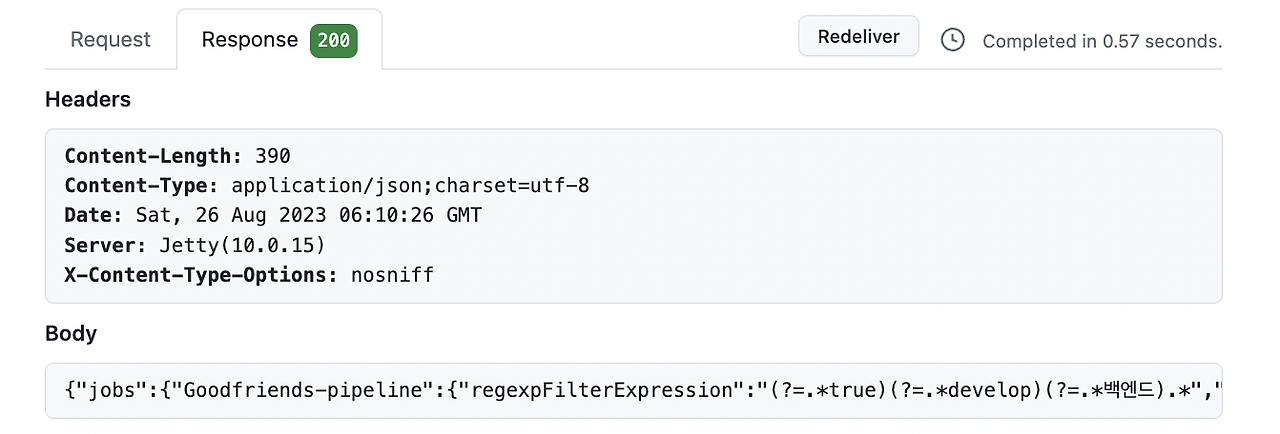 Request Response 200 Redeliver Completed in 0.57 seconds.
Headers
Content-Length: 390
Content-Type: application/json;charset=utf-8
Date: Sat, 26 Aug 2023 06:10:26 GMT
Server: Jetty(10.0.15)
X-Content-Type-Options: nosniff
Body
{"jobs":{"Goodfriends-pipeline":{"regexpFilterExpression":"(?=.*true)(?=.*develop)(?=.*백엔드).*","